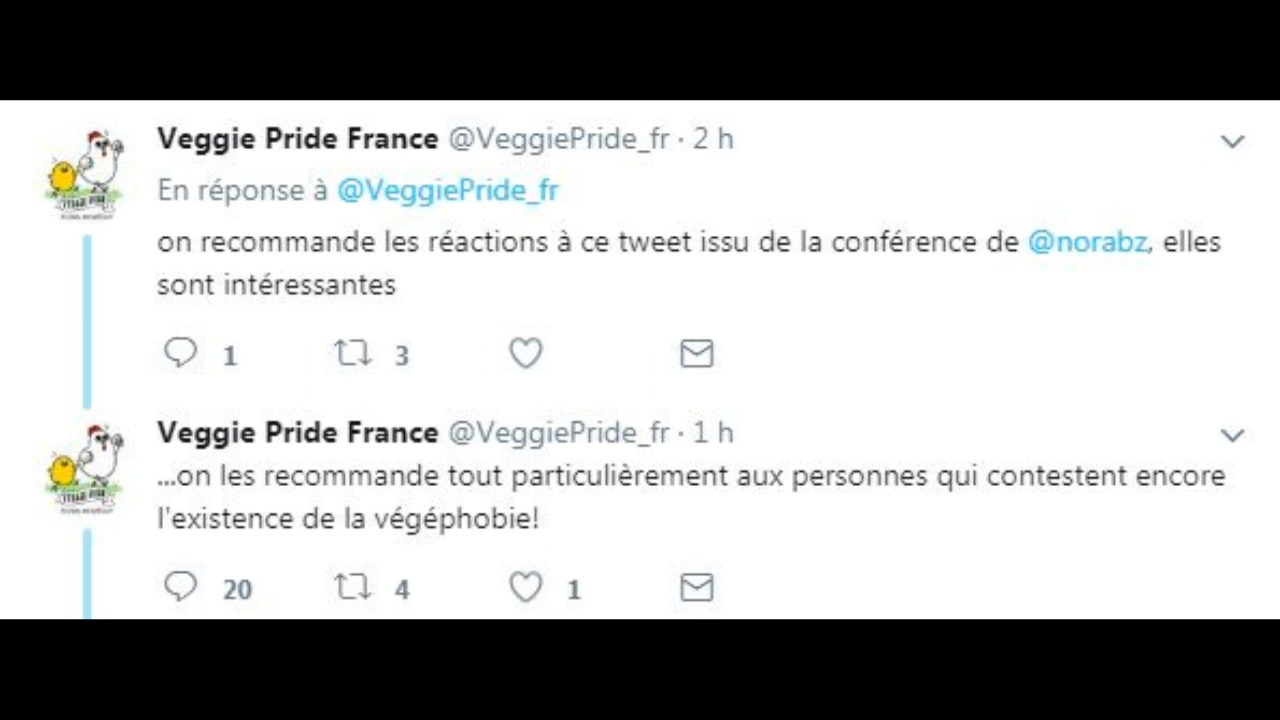 Veggie Pride France @VeggiePride_fr · 2 h
En réponse à @VeggiePride_fr
on recommande les réactions à ce tweet issu de la conférence de @norabz, elles
sont intéressantes
1 3
Veggie Pride France @VeggiePride_fr · 1 h
...on les recommande tout particulièrement aux personnes qui contestent encore
l'existence de la végéphobie!
20 4 1